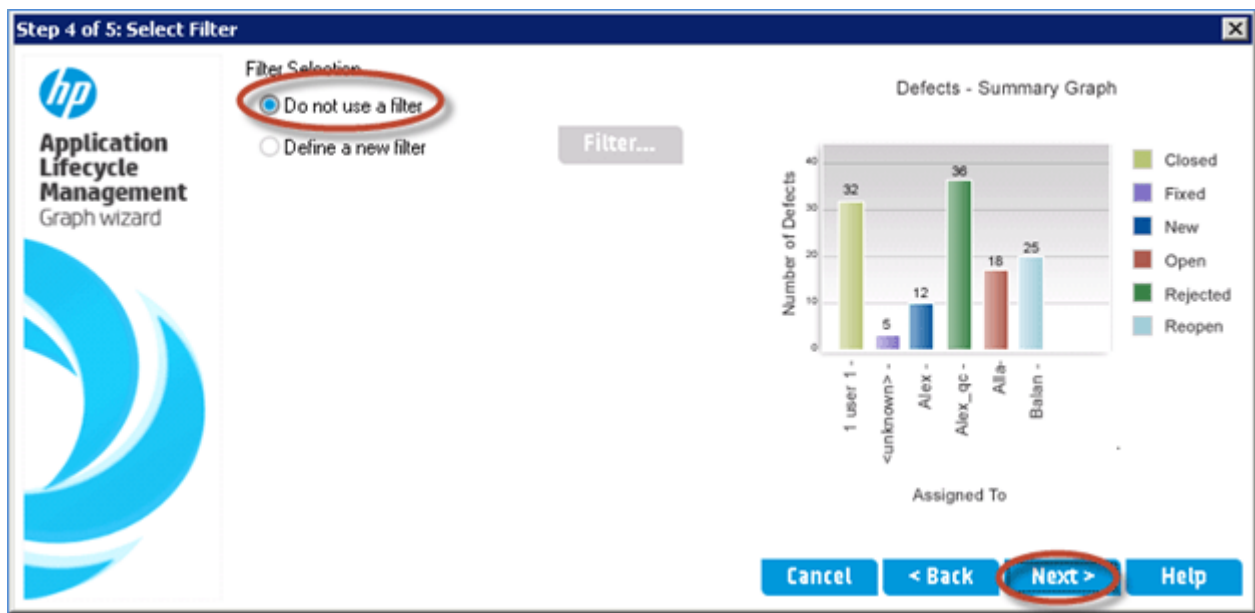 Step 4 of 5: Select Filter
hp
Application
Lifecycle
Management
Graph wizard
Filter Selection
Do not use a filter
Define a new filter
Filter...
Defects - Summary Graph
Number of Defects
40
30
20
10
0
32
5
12
36
18
25
1 user 1 -
<unknown> -
Alex -
Alex_qc -
Alla-
Balan -
Assigned To
Closed
Fixed
New
Open
Rejected
Reopen
Cancel
< Back
Next >
Help